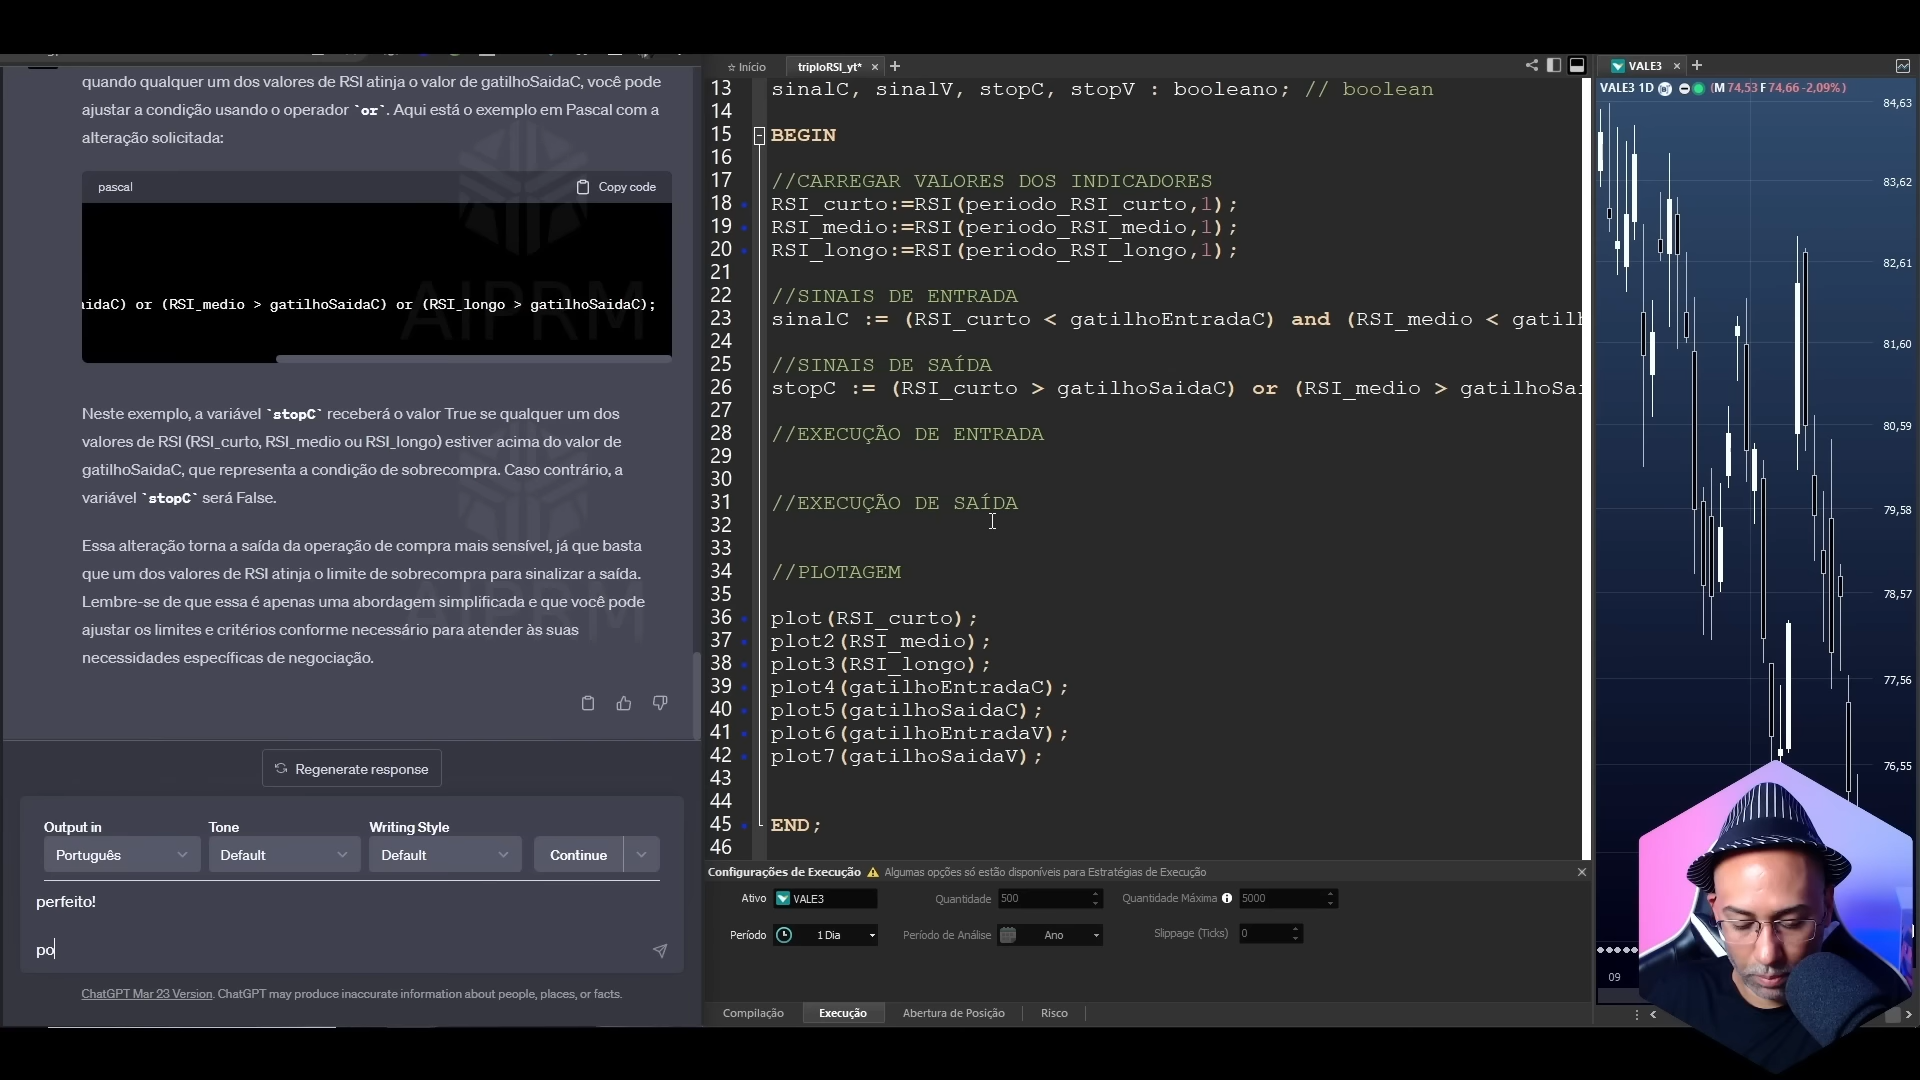 quando qualquer um dos valores de RSI atinja o valor de gatilhoSaidaC, você pode
ajustar a condição usando o operador `or`. Aqui está o exemplo em Pascal com a
alteração solicitada:
pascal
Copy code
aidaC) or (RSI_medio > gatilhoSaidaC) or (RSI_longo > gatilhoSaidaC);
AIPRM
Neste exemplo, a variável `stopC` receberá o valor True se qualquer um dos
valores de RSI (RSI_curto, RSI_medio ou RSI_longo) estiver acima do valor de
gatilhoSaidaC, que representa a condição de sobrecompra. Caso contrário, a
variável `stopC` será False.
Essa alteração torna a saída da operação de compra mais sensível, já que basta
que um dos valores de RSI atinja o limite de sobrecompra para sinalizar a saída.
Lembre-se de que essa é apenas uma abordagem simplificada e que você pode
ajustar os limites e critérios conforme necessário para atender às suas
necessidades específicas de negociação.
AIPRM
Regenerate response
Output in
Tone
Writing Style
Português
Default
Default
Continue
perfeito!
po
ChatGPT Mar 23 Version. ChatGPT may produce inaccurate information about people, places, or facts.
Início
triploRSI_yt* × +
13 sinalC, sinalV, stopC, stopV : booleano; // boolean
14
15 BEGIN
16
17 //CARREGAR VALORES DOS INDICADORES
18 RSI_curto:=RSI(periodo_RSI_curto,1);
19 RSI_medio:=RSI(periodo_RSI_medio,1);
20 RSI_longo:=RSI(periodo_RSI_longo,1);
21
22 //SINAIS DE ENTRADA
23 sinalC := (RSI_curto < gatilhoEntradaC) and (RSI_medio < gatil
24
25 //SINAIS DE SAÍDA
26 stopC := (RSI_curto > gatilhoSaidaC) or (RSI_medio > gatilhoSai
27
28 //EXECUÇÃO DE ENTRADA
29
30
31 //EXECUÇÃO DE SAÍDA
32
33
34 //PLOTAGEM
35
36 plot(RSI_curto);
37 plot2(RSI_medio);
38 plot3(RSI_longo);
39 plot4(gatilhoEntradaC);
40 plot5(gatilhoSaidaC);
41 plot6(gatilhoEntradaV);
42 plot7(gatilhoSaidaV);
43
44
45 END;
46
Configurações de Execução Algumas opções só estão disponíveis para Estratégias de Execução ×
Ativo VALE3 Quantidade 500 Quantidade Máxima 5000
Período 1 Dia Período de Análise Ano Slippage (Ticks) 0
Compilação Execução Abertura de Posição Risco
VALE3 × +
VALE3 1D (M 74,53 F 74,66 -2,09%)
84,63
83,62
82,61
81,60
80,59
79,58
78,57
77,56
76,55
09